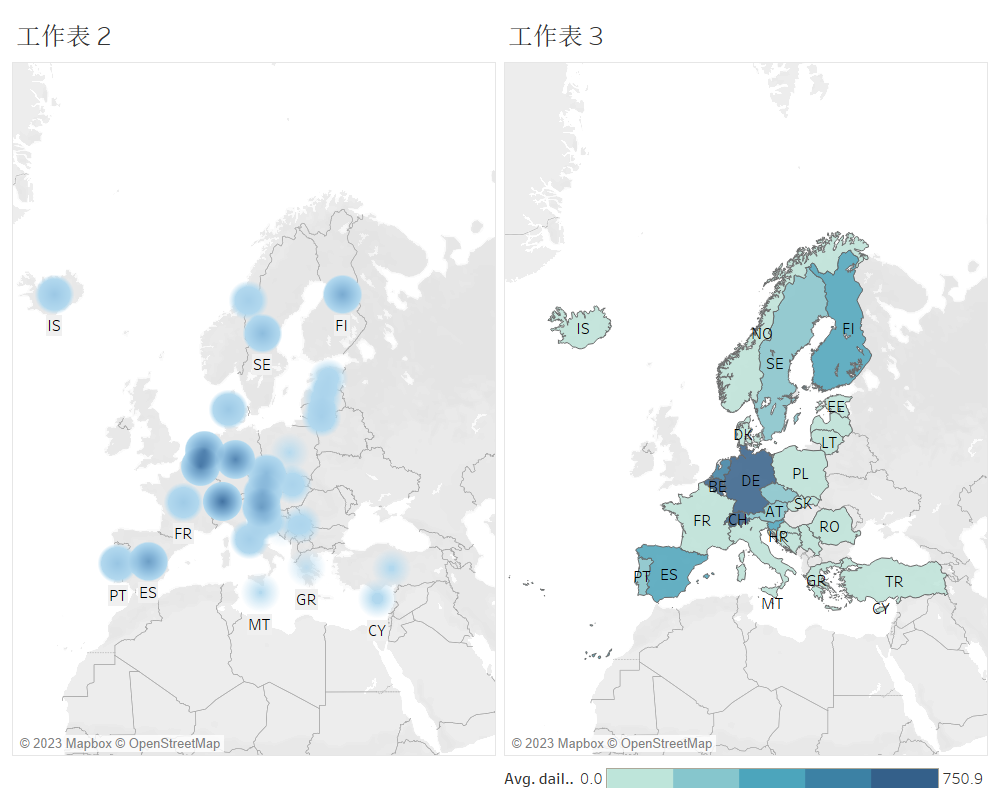 工作表 2
工作表 3
IS
FI
SE
FR
PT
ES
MT
GR
CY
© 2023 Mapbox © OpenStreetMap
IS
NO
FI
SE
EE
DK
LT
BE
DE
PL
FR
CH
AT
SK
HR
RO
PT
ES
GR
TR
MT
CY
© 2023 Mapbox © OpenStreetMap
Avg. dail.. 0.0
750.9